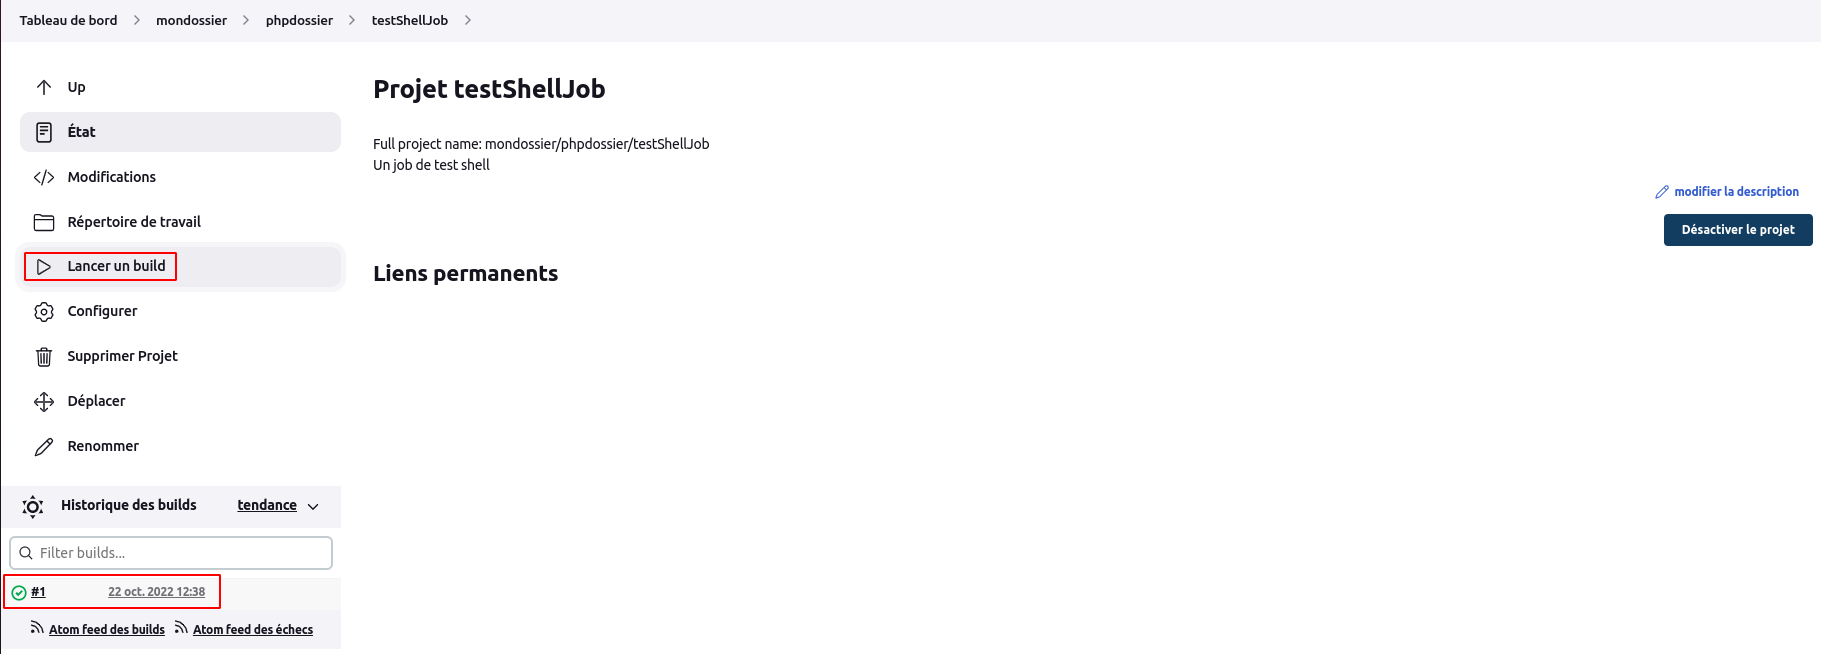 Tableau de bord > mondossier > phpdossier > testShellJob >
Up
État
Modifications
Répertoire de travail
Lancer un build
Configurer
Supprimer Projet
Déplacer
Renommer
Historique des builds tendance
Filter builds...
#1 22 oct. 2022 12:38
Atom feed des builds Atom feed des échecs
Projet testShellJob
Full project name: mondossier/phpdossier/testShellJob
Un job de test shell
modifier la description
Désactiver le projet
Liens permanents